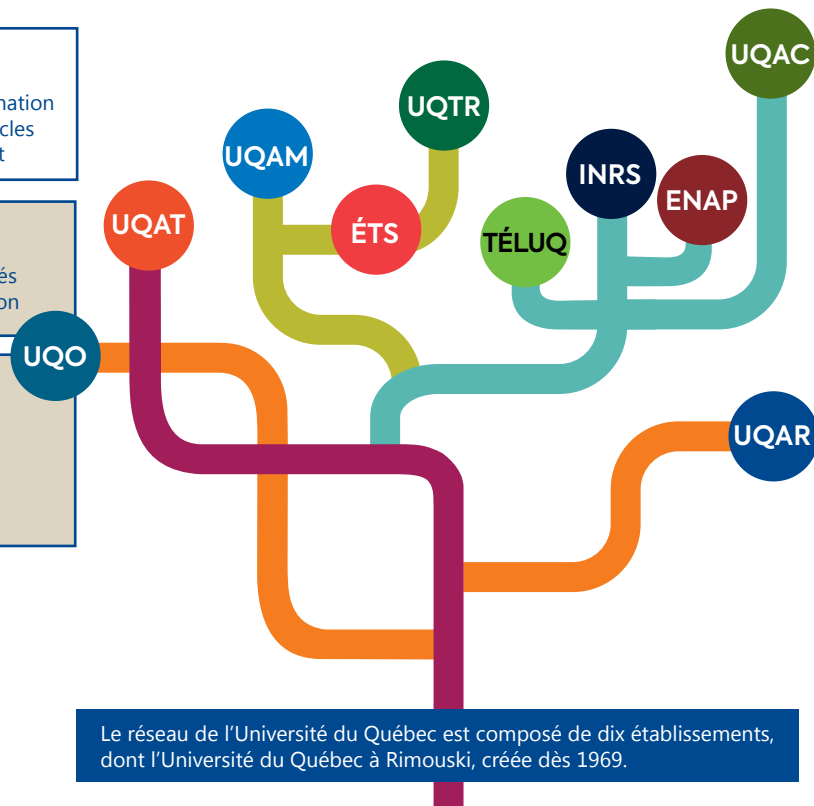 UQAC
UQTR
UQAM
INRS
ENAP
UQAT
ÉTS
TÉLUQ
UQO
UQAR
Le réseau de l'Université du Québec est composé de dix établissements,
dont l'Université du Québec à Rimouski, créée dès 1969.